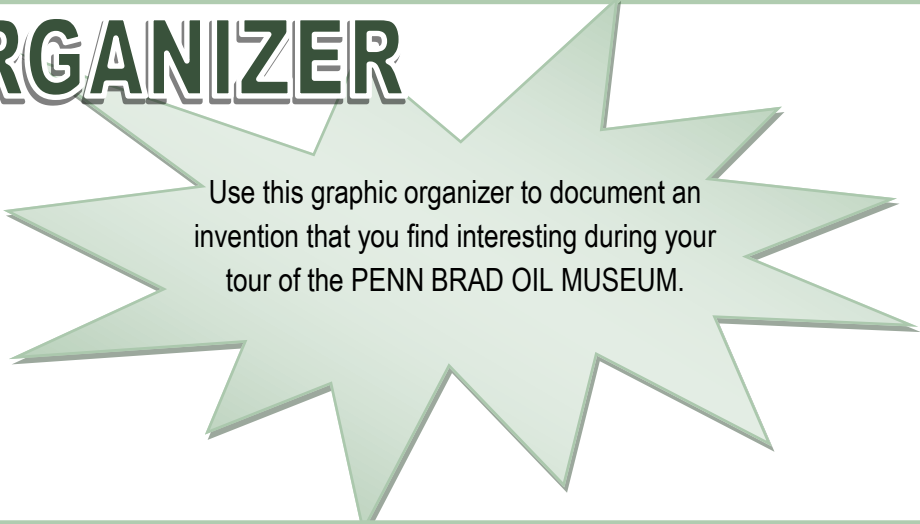 RGANIZER
Use this graphic organizer to document an
invention that you find interesting during your
tour of the PENN BRAD OIL MUSEUM.